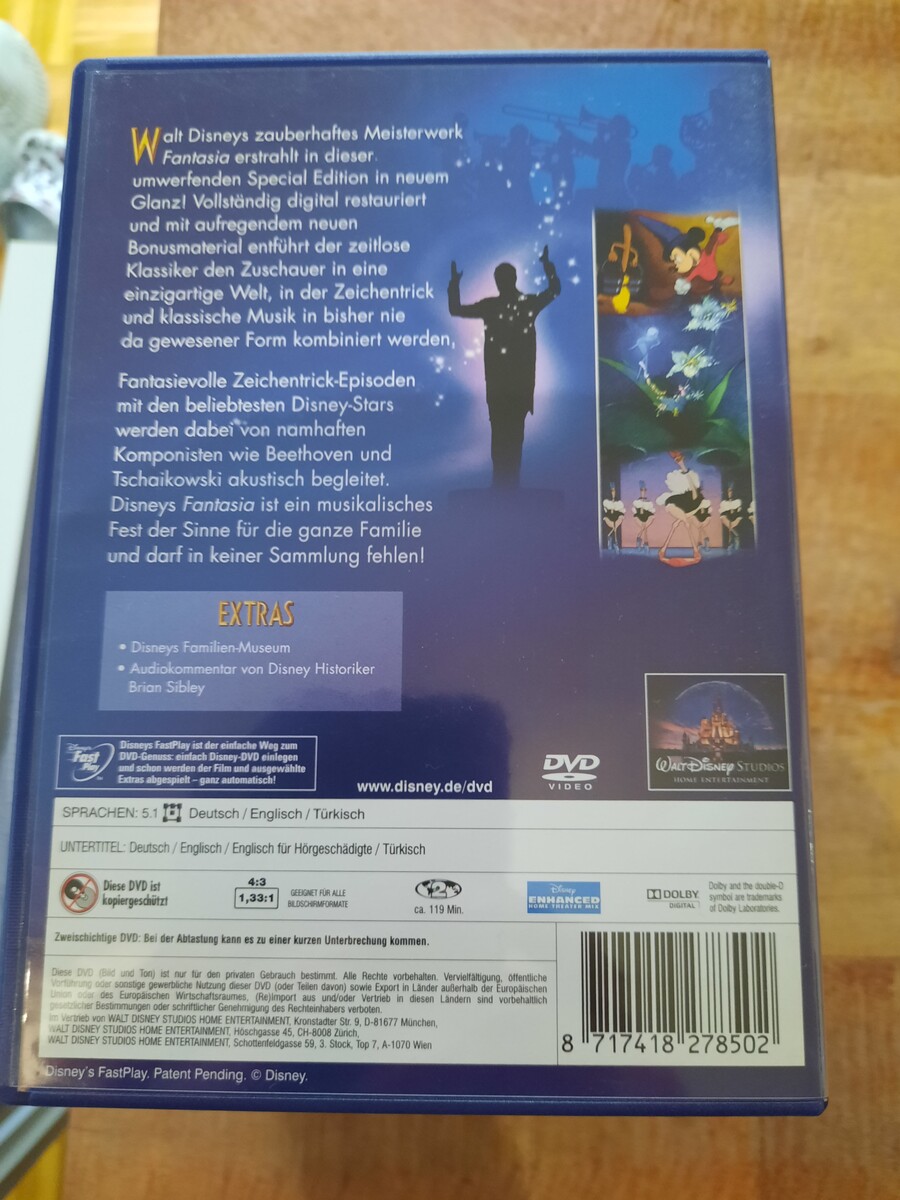 Walt Disneys zauberhaftes Meisterwerk
Fantasia erstrahlt in dieser
umwerfenden Special Edition in neuem
Glanz! Vollständig digital restauriert
und mit aufregendem neuen
Bonusmaterial entführt der zeitlose
Klassiker den Zuschauer in eine
einzigartige Welt, in der Zeichentrick
und klassische Musik in bisher nie
da gewesener Form kombiniert werden,
Fantasievolle Zeichentrick-Episoden
mit den beliebtesten Disney-Stars
werden dabei von namhaften
Komponisten wie Beethoven und
Tschaikowski akustisch begleitet.
Disneys Fantasia ist ein musikalisches
Fest der Sinne für die ganze Familie
und darf in keiner Sammlung fehlen!
EXTRAS
• Disneys Familien-Museum
• Audiokommentar von Disney Historiker
Brian Sibley
Disney's Fast Play
Disneys FastPlay ist der einfache Weg zum
DVD-Genuss: einfach Disney-DVD einlegen
und schon werden der Film und ausgewählte
Extras abgespielt – ganz automatisch!
www.disney.de/dvd
DVD
VIDEO
WALT DISNEY STUDIOS
HOME ENTERTAINMENT
SPRACHEN: 5.1 Deutsch / Englisch / Türkisch
UNTERTITEL: Deutsch / Englisch / Englisch für Hörgeschädigte / Türkisch
Diese DVD ist
kopiergeschützt!
4:3
1,33:1
GEEIGNET FÜR ALLE
BILDSCHIRMFORMATE
2
ca. 119 Min.
Disney
ENHANCED
HOME THEATER MIX
DOLBY
DIGITAL
Dolby and the double-D
symbol are trademarks
of Dolby Laboratories.
Zweischichtige DVD: Bei der Abtastung kann es zu einer kurzen Unterbrechung kommen.
Diese DVD (Bild und Ton) ist nur für den privaten Gebrauch bestimmt. Alle Rechte vorbehalten. Vervielfältigung, öffentliche
Vorführung oder sonstige gewerbliche Nutzung dieser DVD (oder Teilen davon) sowie Export in Länder außerhalb der Europäischen
Union oder des Europäischen Wirtschaftsraumes, (Re)import aus und/oder Vertrieb in diesen Ländern sind vorbehaltlich
gesetzlicher Bestimmungen oder schriftlicher Genehmigung des Rechteinhabers verboten.
Im Vertrieb von WALT DISNEY STUDIOS HOME ENTERTAINMENT, Kronstadter Str. 9, D-81677 München,
WALT DISNEY STUDIOS HOME ENTERTAINMENT, Höschgasse 45, CH-8008 Zürich,
WALT DISNEY STUDIOS HOME ENTERTAINMENT, Schottenfeldgasse 59, 3. Stock, Top 7, A-1070 Wien
8 717418 278502
Disney's FastPlay. Patent Pending. © Disney.